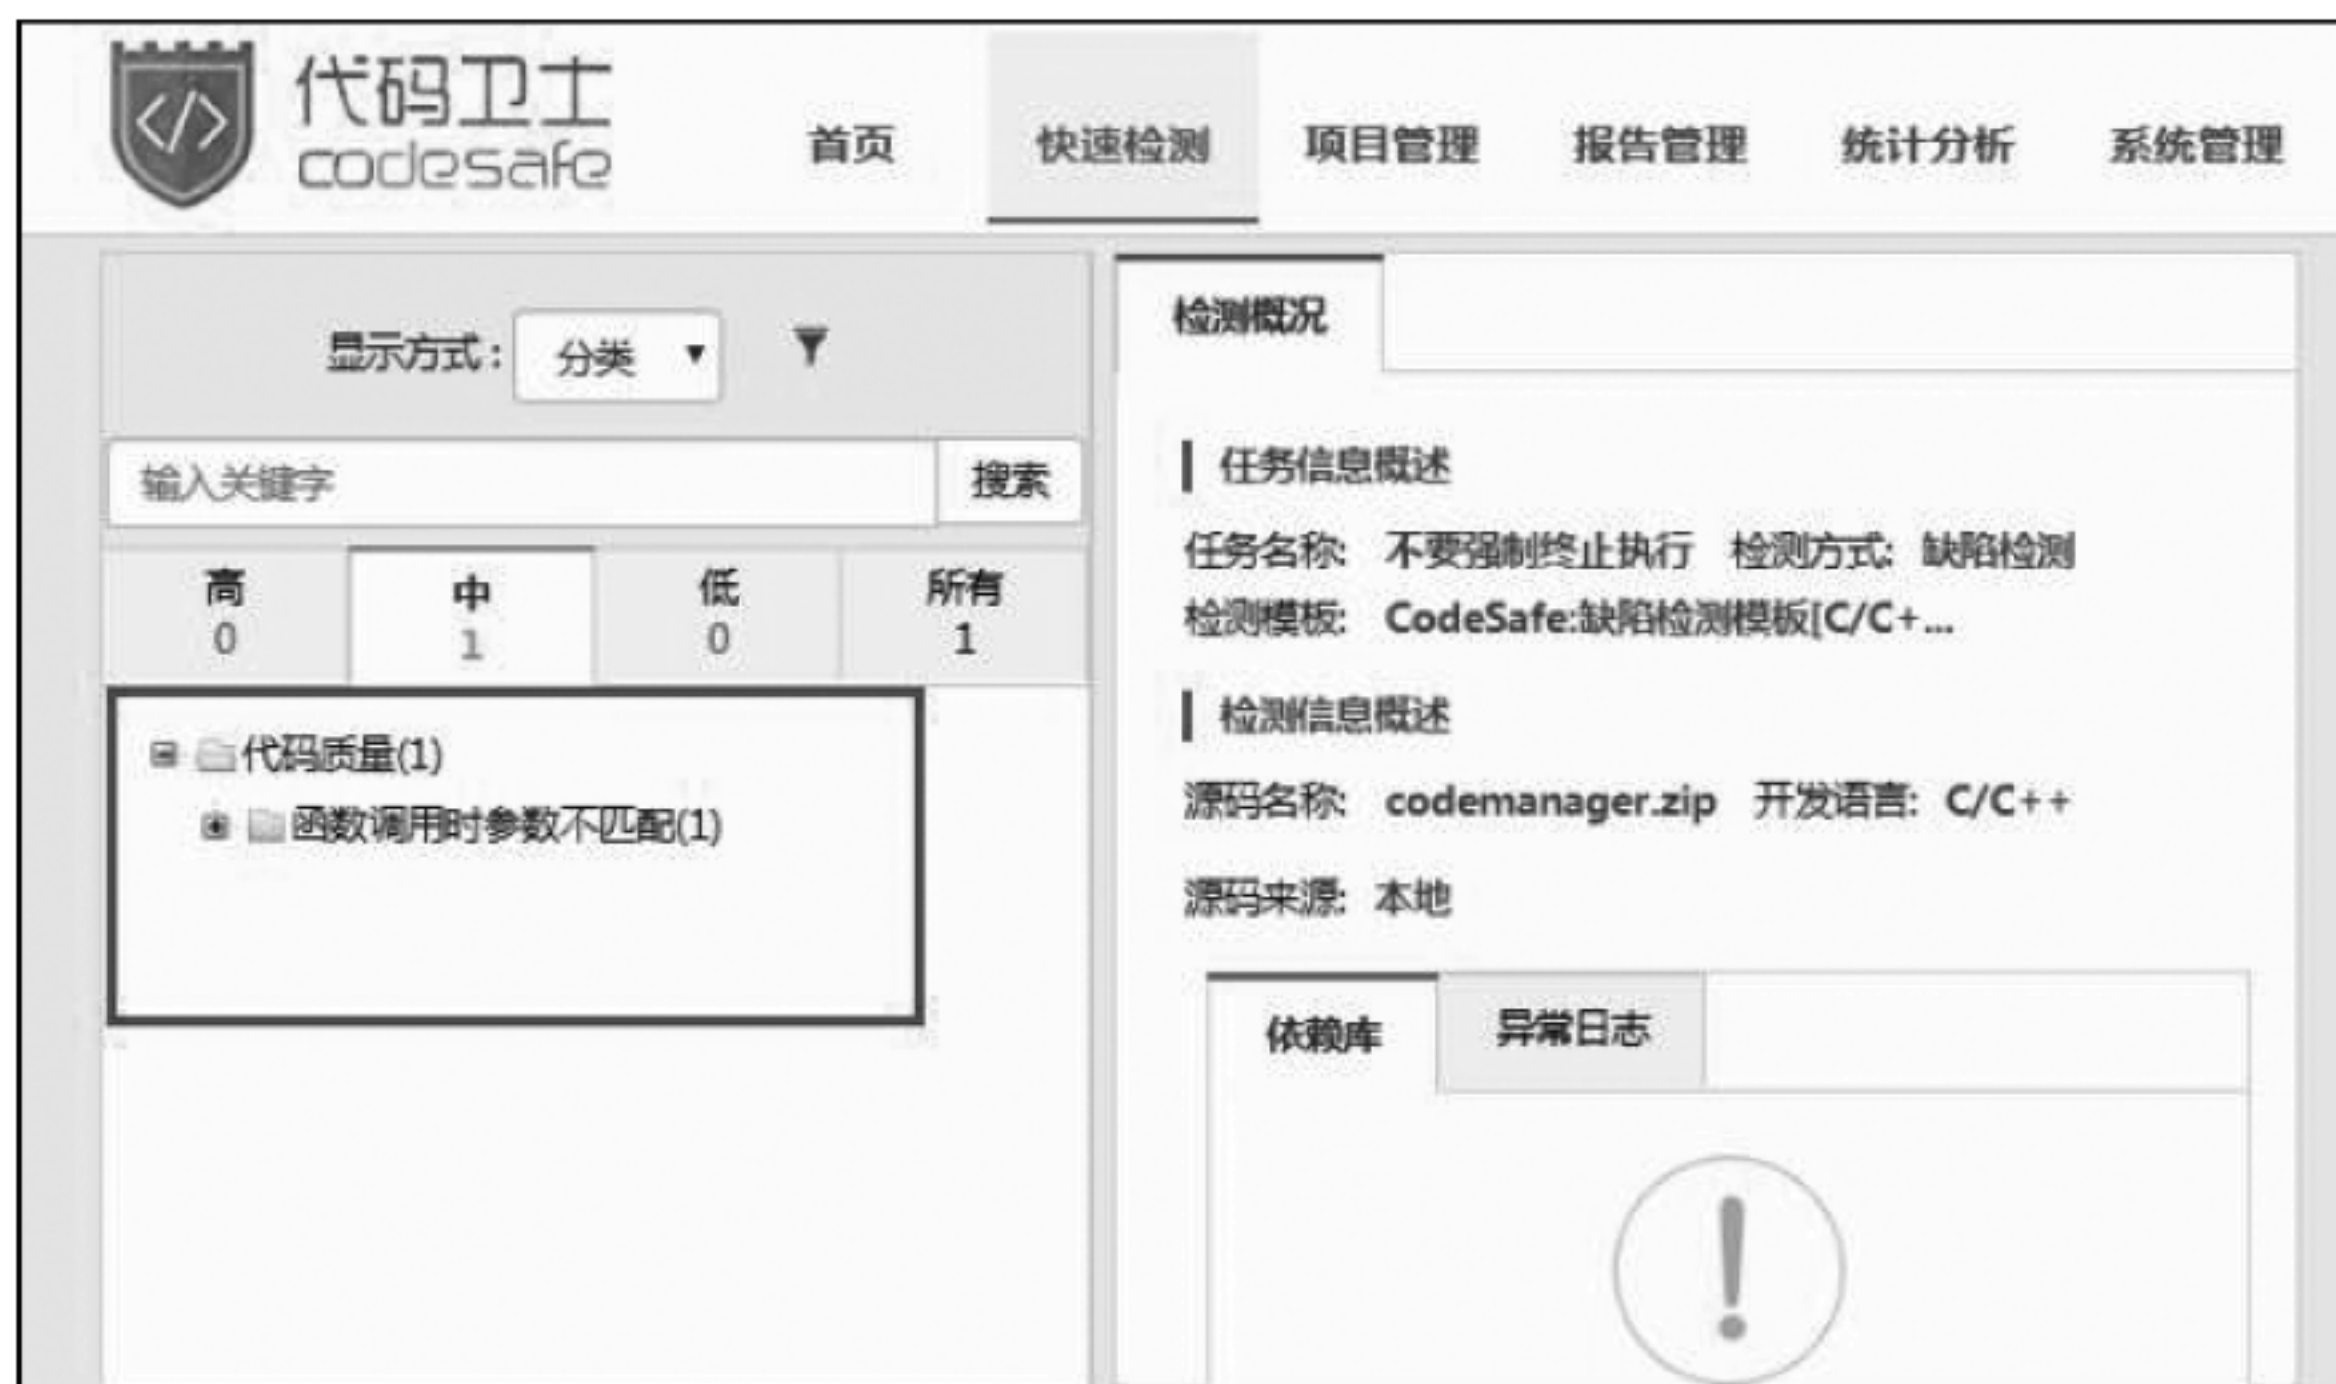 代码卫士
codesafe
首页 快速检测 项目管理 报告管理 统计分析 系统管理
显示方式： 分类
输入关键字 搜索
高 中 低 所有
0 1 0 1
代码质量(1)
函数调用时参数不匹配(1)
检测概况
任务信息概述
任务名称: 不要强制终止执行 检测方式: 缺陷检测
检测模板: CodeSafe:缺陷检测模板[C/C+...
检测信息概述
源码名称: codemanager.zip 开发语言: C/C++
源码来源: 本地
依赖库 异常日志